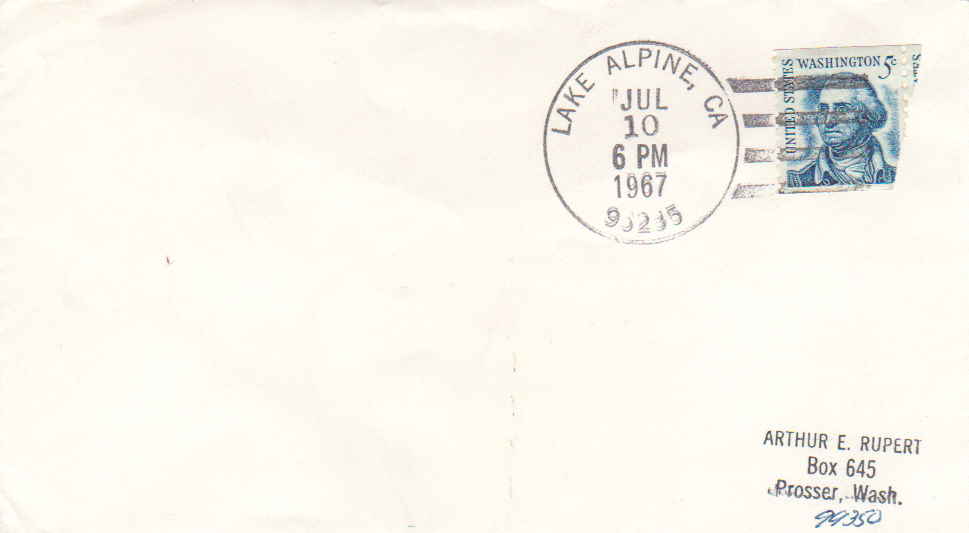 LAKE ALPINE, CA
JUL
10
6 PM
1967
UNITED STATES
WASHINGTON 5c
ARTHUR E. RUPERT
Box 645
Prosser, Wash.
99350